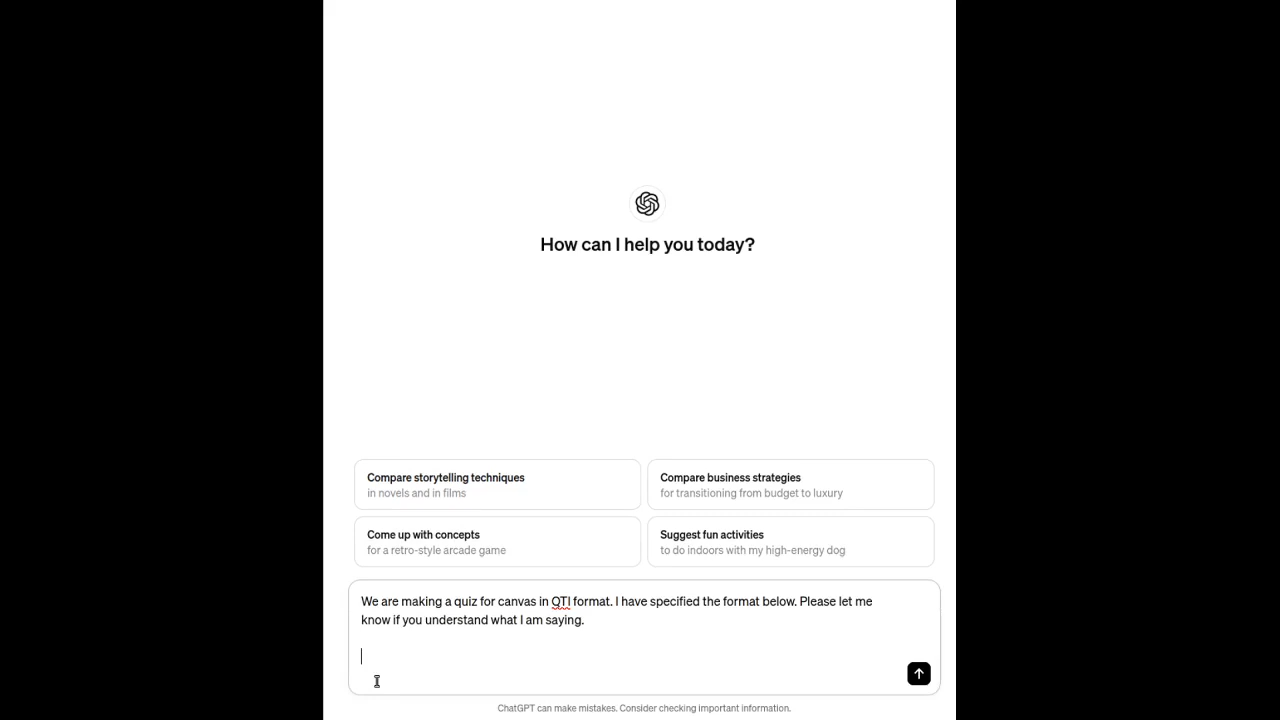 How can I help you today?
Compare storytelling techniques
in novels and in films
Compare business strategies
for transitioning from budget to luxury
Come up with concepts
for a retro-style arcade game
Suggest fun activities
to do indoors with my high-energy dog
We are making a quiz for canvas in QTI format. I have specified the format below. Please let me
know if you understand what I am saying.
ChatGPT can make mistakes. Consider checking important information.